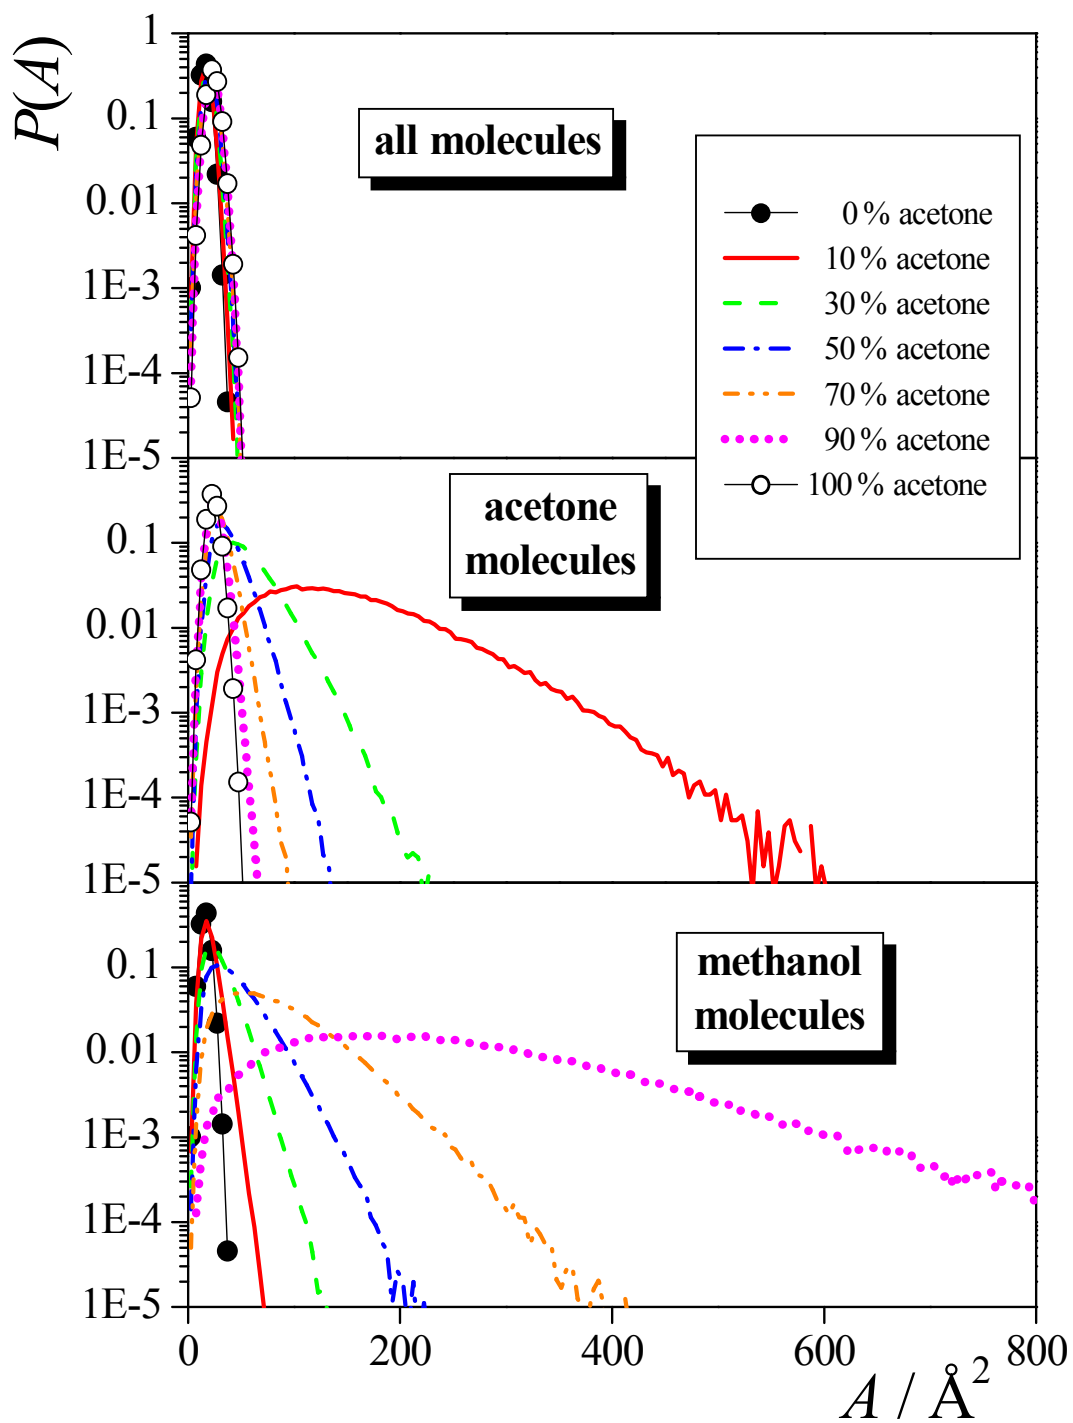 P(A)
1
0.1
0.01
1E-3
1E-4
1E-5
all molecules
0 % acetone
10 % acetone
30 % acetone
50 % acetone
70 % acetone
90 % acetone
100 % acetone
acetone
molecules
0.1
0.01
1E-3
1E-4
1E-5
methanol
molecules
0.1
0.01
1E-3
1E-4
1E-5
0 200 400 600 800
A / Å²